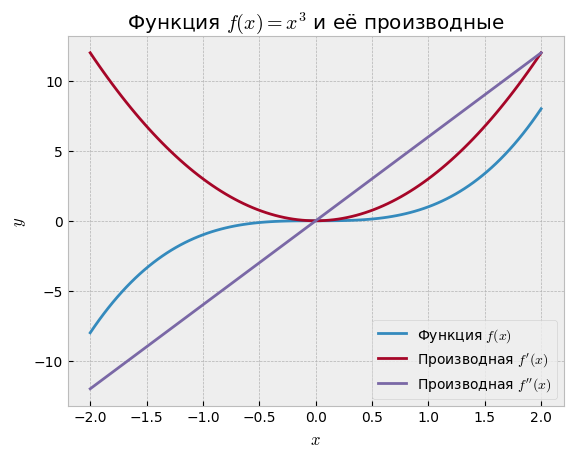 Функция f(x) = x³ и её производные
10
5
0
−5
−10
y
−2.0 −1.5 −1.0 −0.5 0.0 0.5 1.0 1.5 2.0
x
Функция f(x)
Производная f′(x)
Производная f″(x)